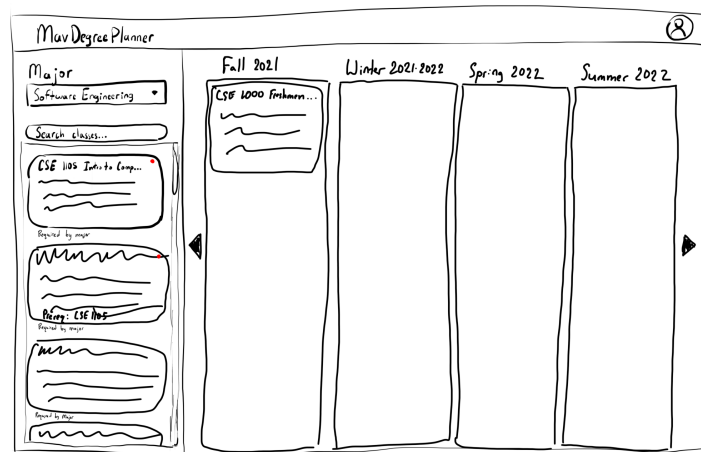 Mav Degree Planner
Major
Software Engineering
Search classes...
CSE 1105 Intro to Comp...
Required by major
Prereq: CSE 1105
Required by major
Required by Major
Fall 2021
CSE 1000 Freshmen...
Winter 2021-2022
Spring 2022
Summer 2022